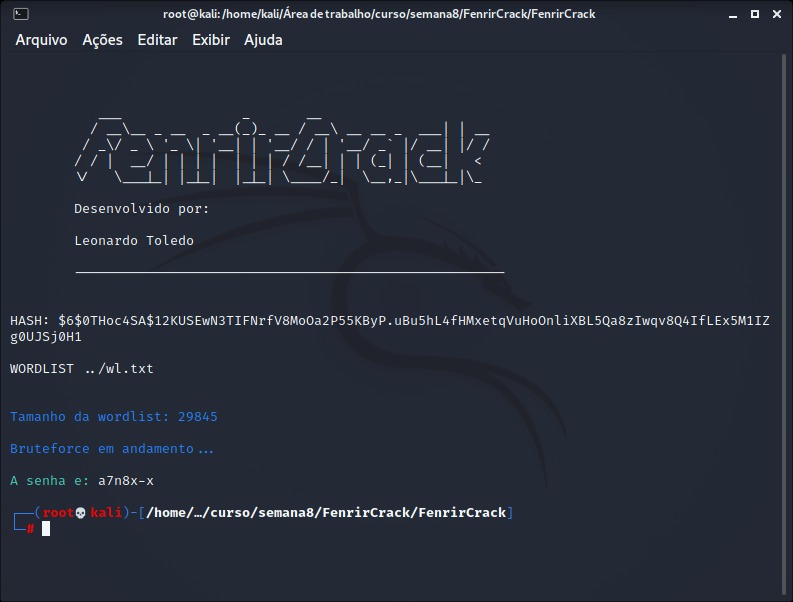 root@kali: /home/kali/Área de trabalho/curso/semana8/FenrirCrack/FenrirCrack
Arquivo Ações Editar Exibir Ajuda
FenrirCrack
Desenvolvido por:
Leonardo Toledo
HASH: $6$0THoc4SA$12KUSEwN3TIFNrfV8MoOa2P55KByP.uBu5hL4fHMxetqVuHoOnliXBL5Qa8zIwqv8Q4IfLEx5M1IZ
g0UJSj0H1
WORDLIST ../wl.txt
Tamanho da wordlist: 29845
Bruteforce em andamento...
A senha e: a7n8x-x
┌──(root💀kali)-[/home/…/curso/semana8/FenrirCrack/FenrirCrack]
└─#